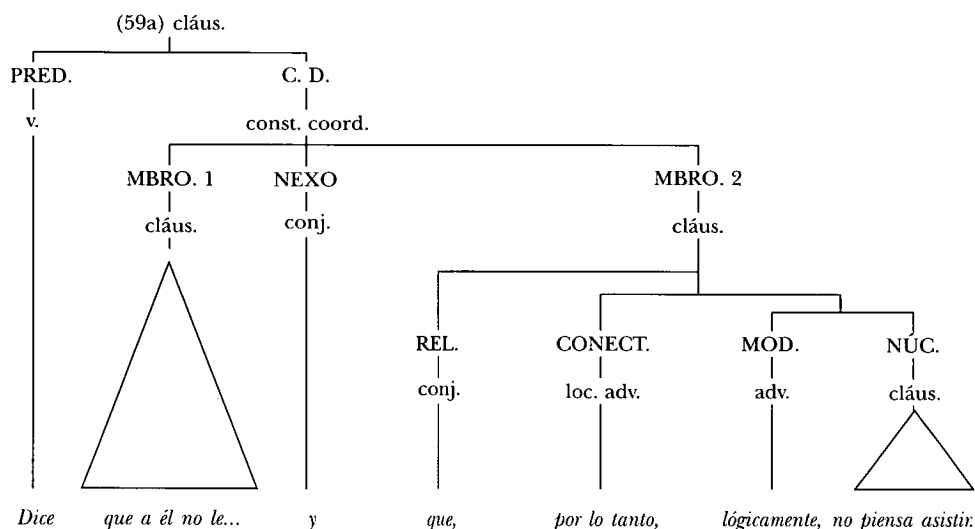 (59a) cláus.
PRED. C. D.
v. const. coord.
MBRO. 1 NEXO MBRO. 2
cláus. conj. cláus.
REL. CONECT. MOD. NÚC.
conj. loc. adv. adv. cláus.
Dice que a él no le... y que, por lo tanto, lógicamente, no piensa asistir.